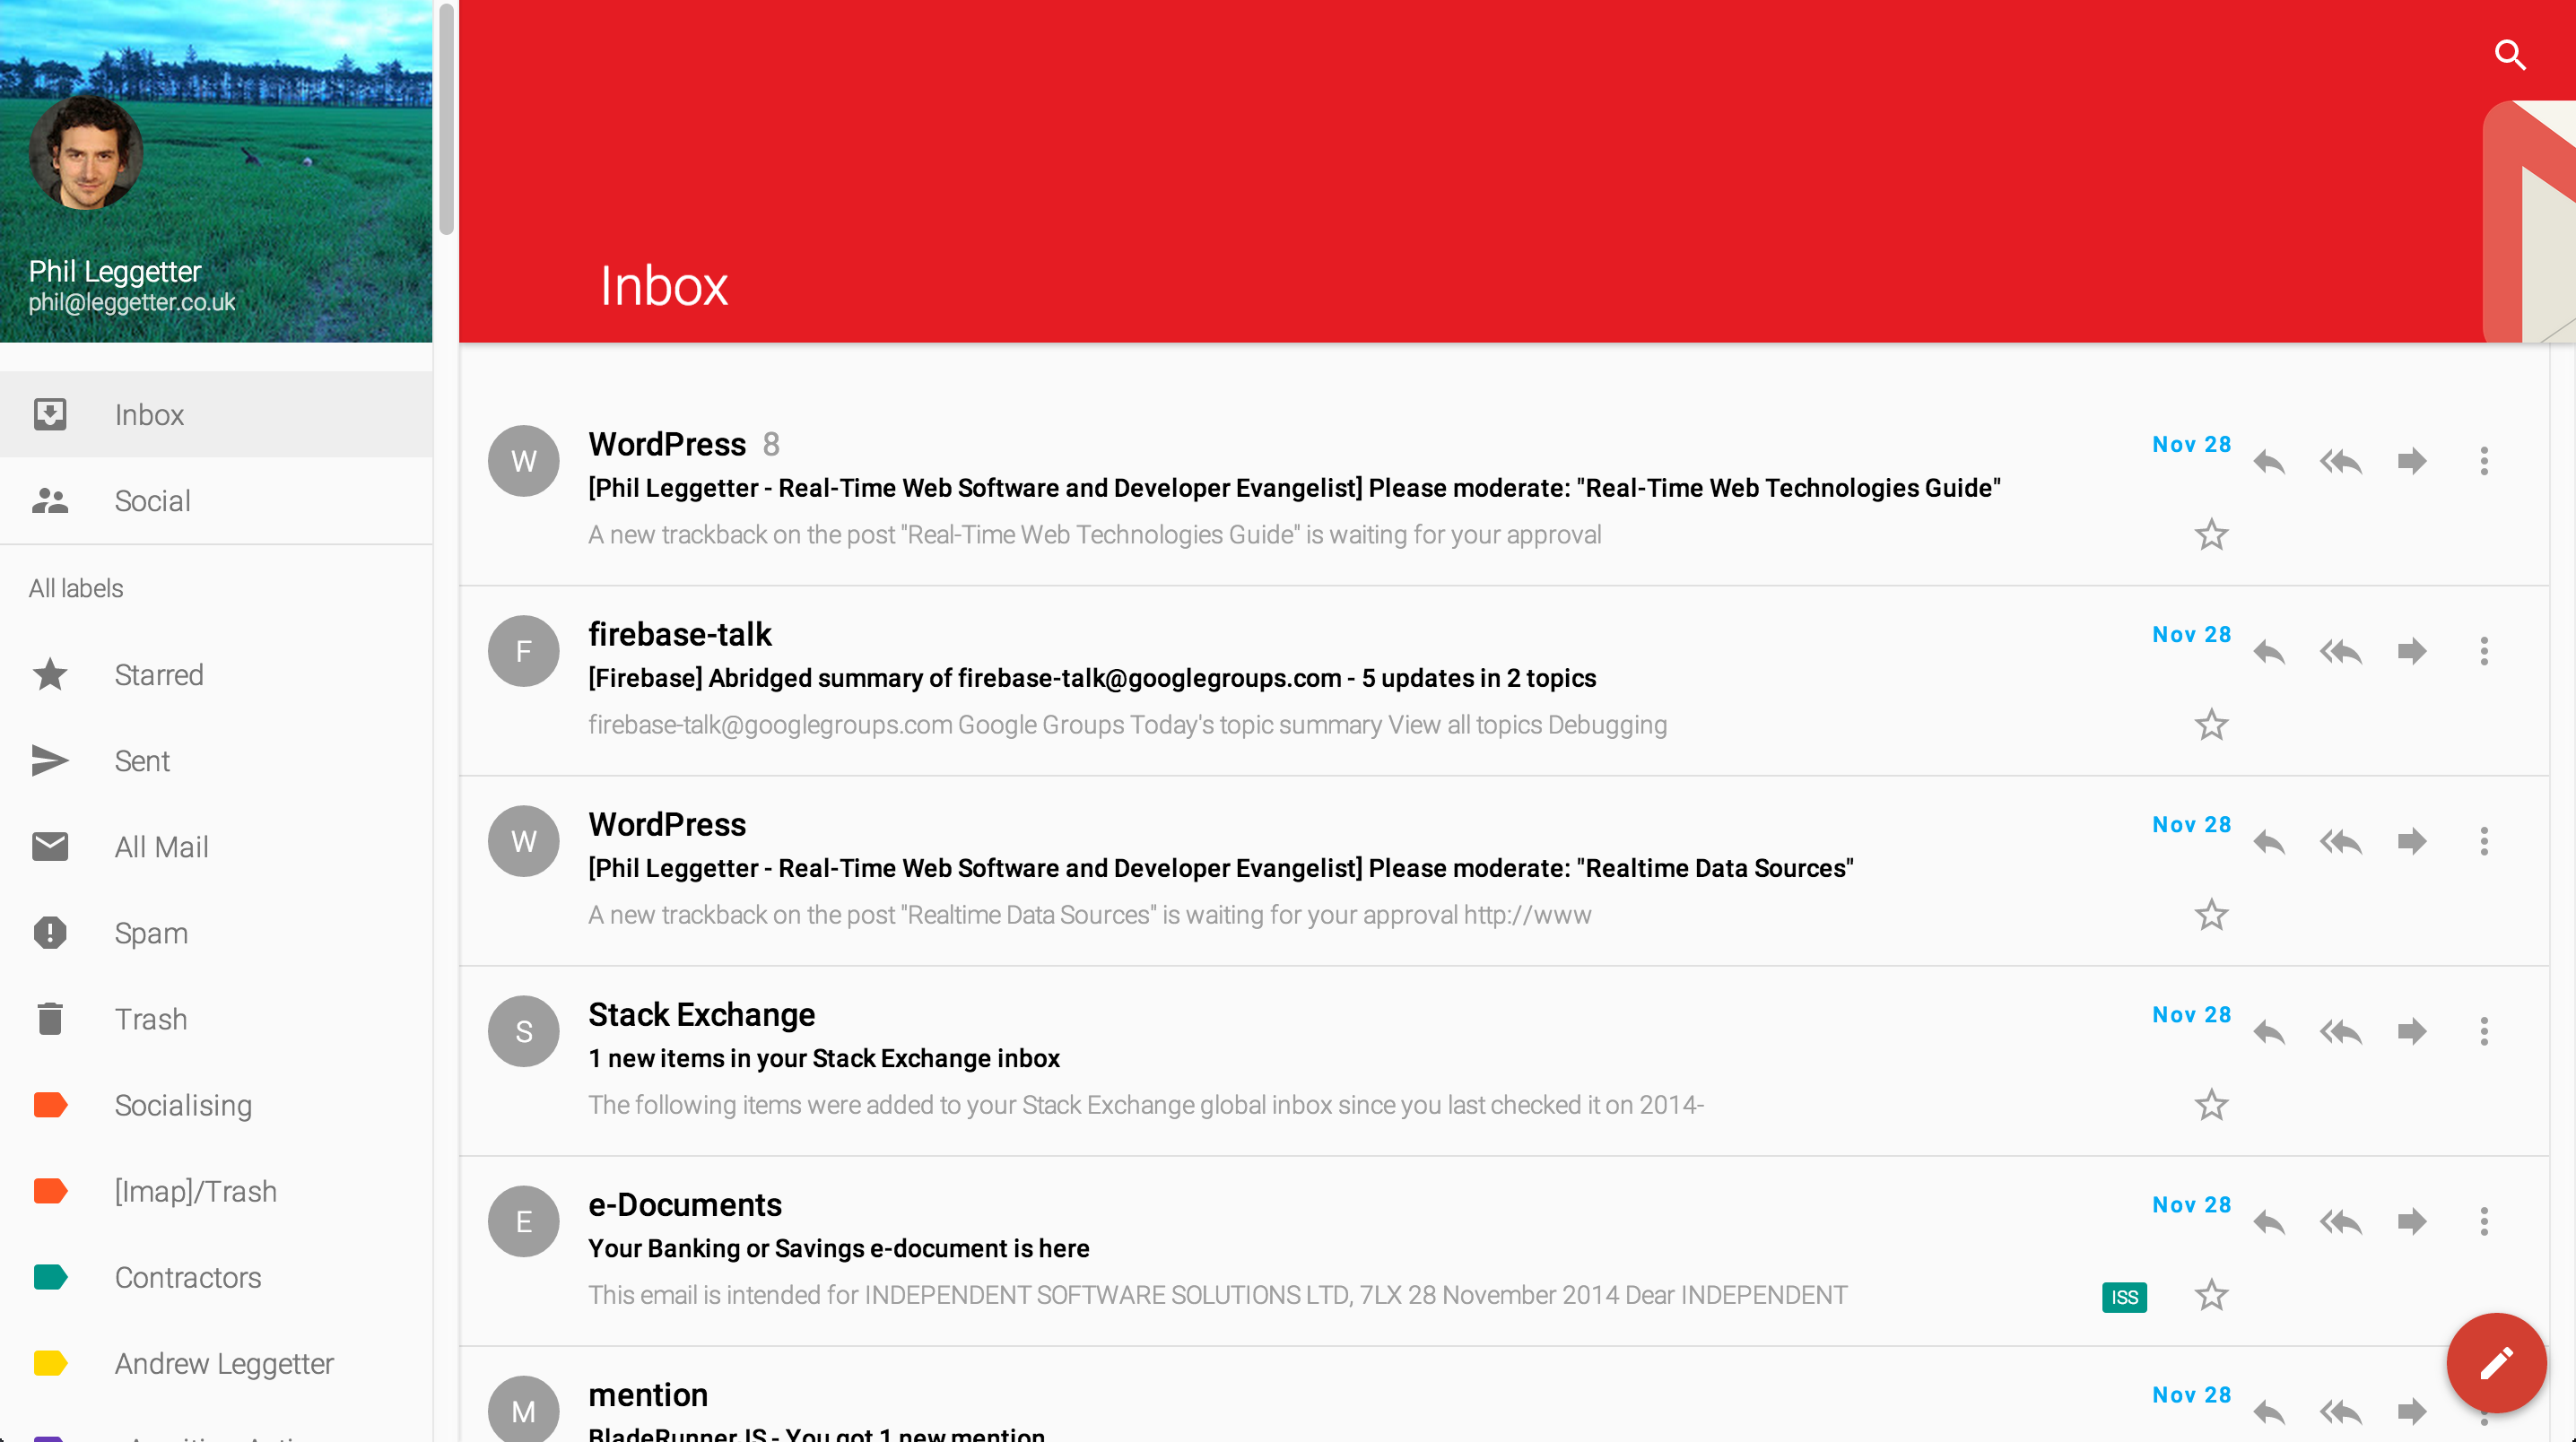 Phil Leggetter
phil@leggetter.co.uk
Inbox
Social
All labels
Starred
Sent
All Mail
Spam
Trash
Socialising
[Imap]/Trash
Contractors
Andrew Leggetter
Inbox
W
WordPress 8
Nov 28
[Phil Leggetter - Real-Time Web Software and Developer Evangelist] Please moderate: "Real-Time Web Technologies Guide"
A new trackback on the post "Real-Time Web Technologies Guide" is waiting for your approval
F
firebase-talk
Nov 28
[Firebase] Abridged summary of firebase-talk@googlegroups.com - 5 updates in 2 topics
firebase-talk@googlegroups.com Google Groups Today's topic summary View all topics Debugging
W
WordPress
Nov 28
[Phil Leggetter - Real-Time Web Software and Developer Evangelist] Please moderate: "Realtime Data Sources"
A new trackback on the post "Realtime Data Sources" is waiting for your approval http://www
S
Stack Exchange
Nov 28
1 new items in your Stack Exchange inbox
The following items were added to your Stack Exchange global inbox since you last checked it on 2014-
E
e-Documents
Nov 28
Your Banking or Savings e-document is here
This email is intended for INDEPENDENT SOFTWARE SOLUTIONS LTD, 7LX 28 November 2014 Dear INDEPENDENT
ISS
M
mention
Nov 28
BladeRunnerJS - You got 1 new mention